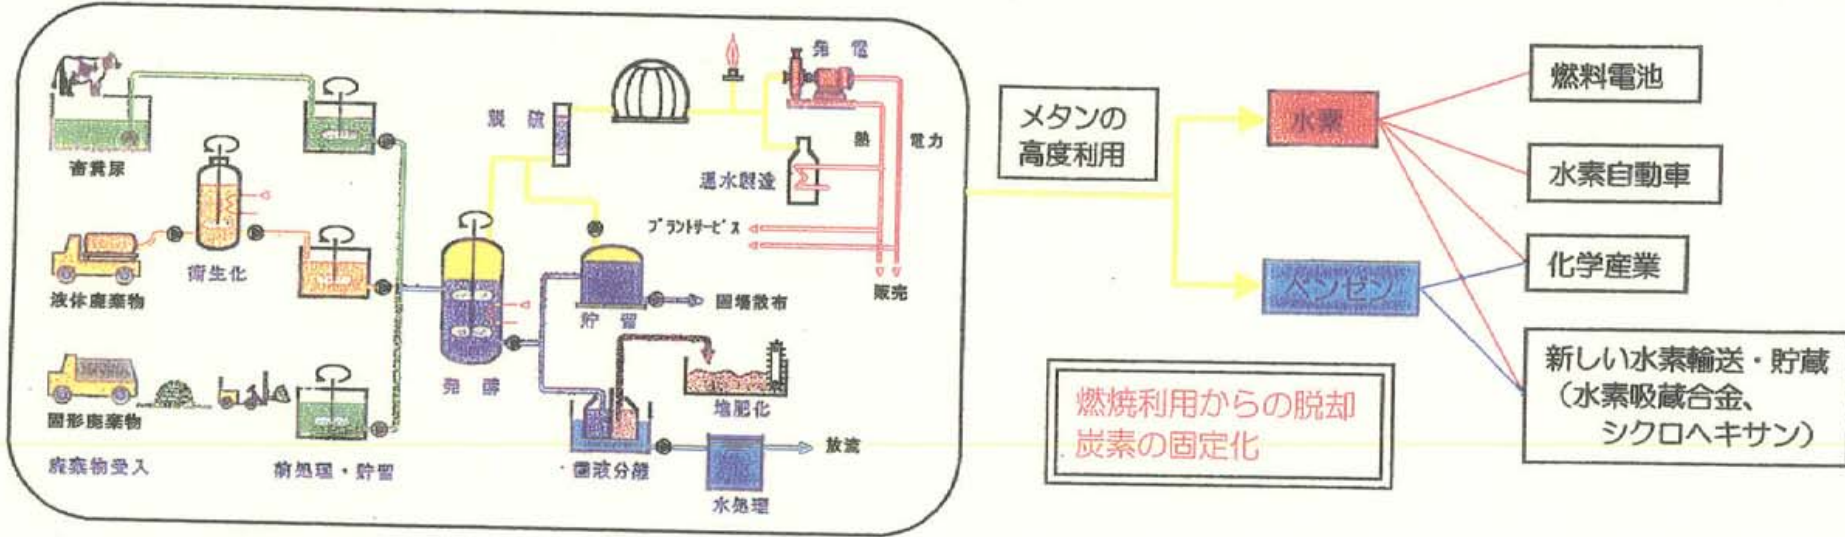 畜糞尿
液体廃棄物
固形廃棄物
廃棄物受入
衛生化
前処理・貯留
発酵
脱硫
発電
温水製造
熱
電力
プラントサービス
販売
貯留
圃場散布
堆肥化
固液分離
水処理
放流
メタンの
高度利用
水素
ベンゼン
燃焼利用からの脱却
炭素の固定化
燃料電池
水素自動車
化学産業
新しい水素輸送・貯蔵
（水素吸蔵合金、
シクロヘキサン）